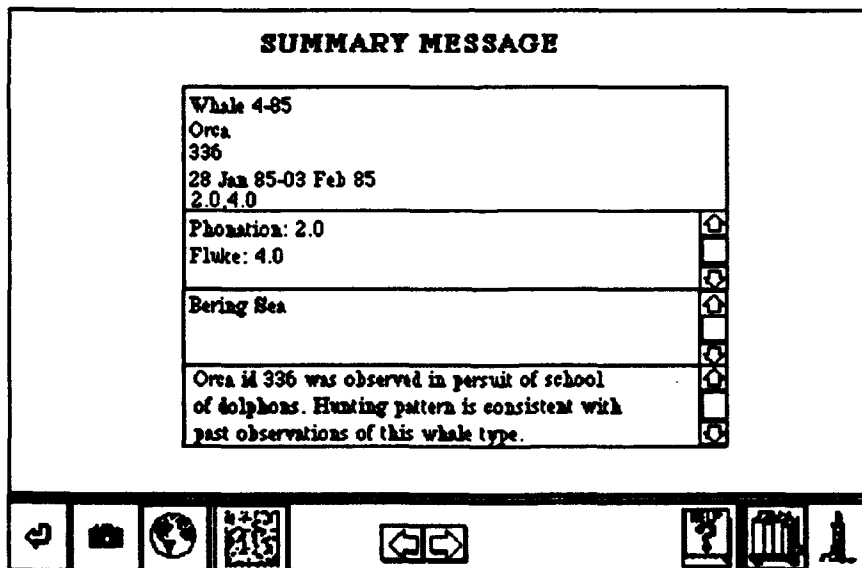 SUMMARY MESSAGE
Whale 4-85
Orca
336
28 Jan 85-03 Feb 85
2.0,4.0
Phonation: 2.0
Fluke: 4.0
Bering Sea
Orca id 336 was observed in persuit of school
of dolphons. Hunting pattern is consistent with
past observations of this whale type.
?